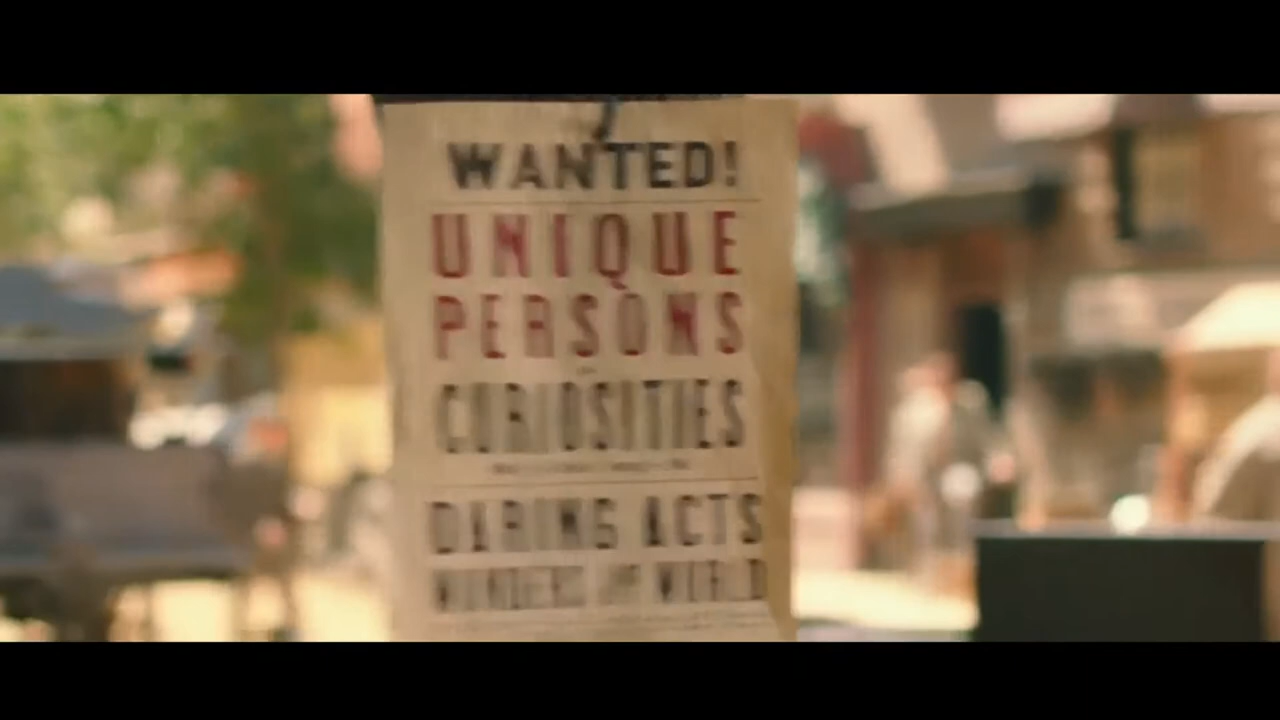 WANTED!
UNIQUE
PERSONS
CURIOSITIES
DARING ACTS